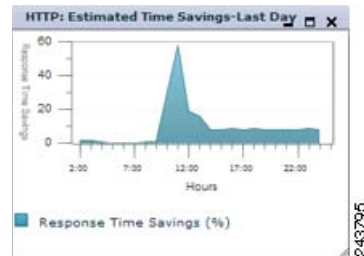 HTTP: Estimated Time Savings-Last Day
Response Time Savings
60
40
20
0
2:00 7:00 12:00 17:00 22:00
Hours
Response Time Savings (%)
243795